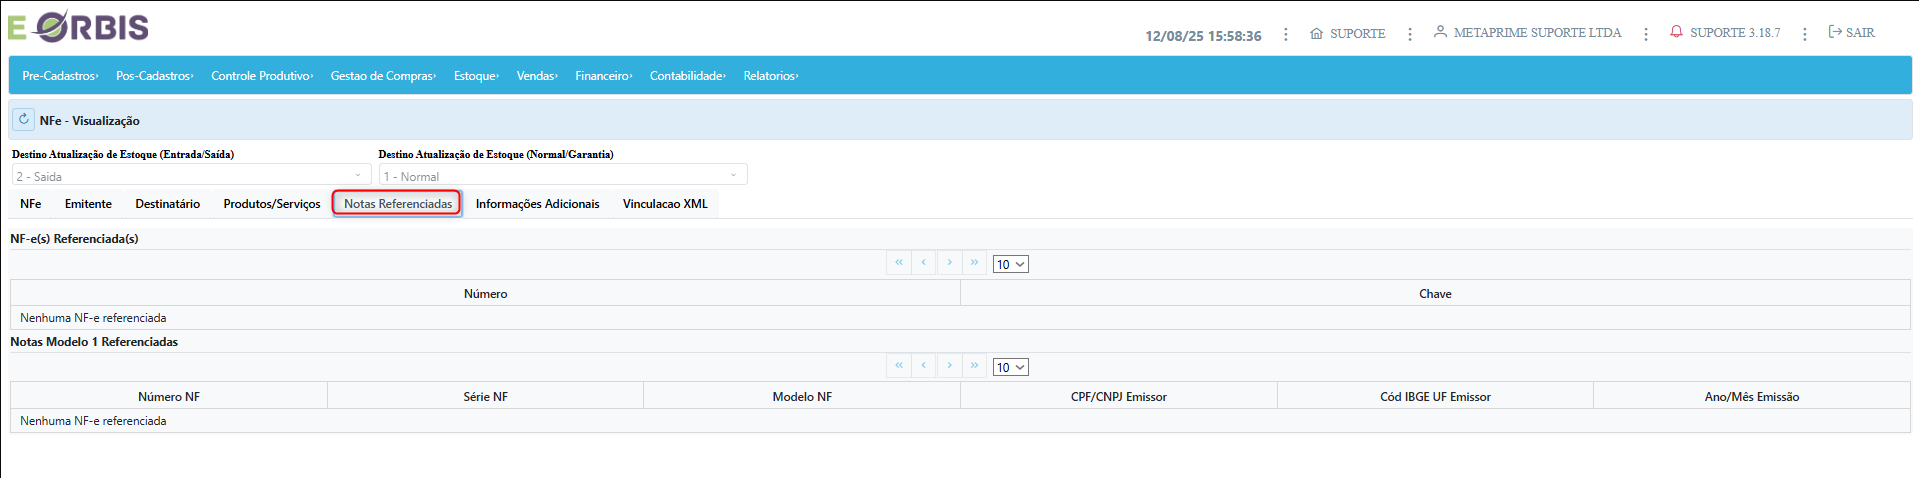 E ORBIS
12/08/25 15:58:36 SUPORTE METAPRIME SUPORTE LTDA SUPORTE 3.18.7 SAIR
Pre-Cadastros Pos-Cadastros Controle Produtivo Gestao de Compras Estoque Vendas Financeiro Contabilidade Relatorios
NFe - Visualização
Destino Atualização de Estoque (Entrada/Saída) Destino Atualização de Estoque (Normal/Garantia)
2 - Saida 1 - Normal
NFe Emitente Destinatário Produtos/Serviços Notas Referenciadas Informações Adicionais Vinculacao XML
NF-e(s) Referenciada(s)
10
Número Chave
Nenhuma NF-e referenciada
Notas Modelo 1 Referenciadas
10
Número NF Série NF Modelo NF CPF/CNPJ Emissor Cód IBGE UF Emissor Ano/Mês Emissão
Nenhuma NF-e referenciada